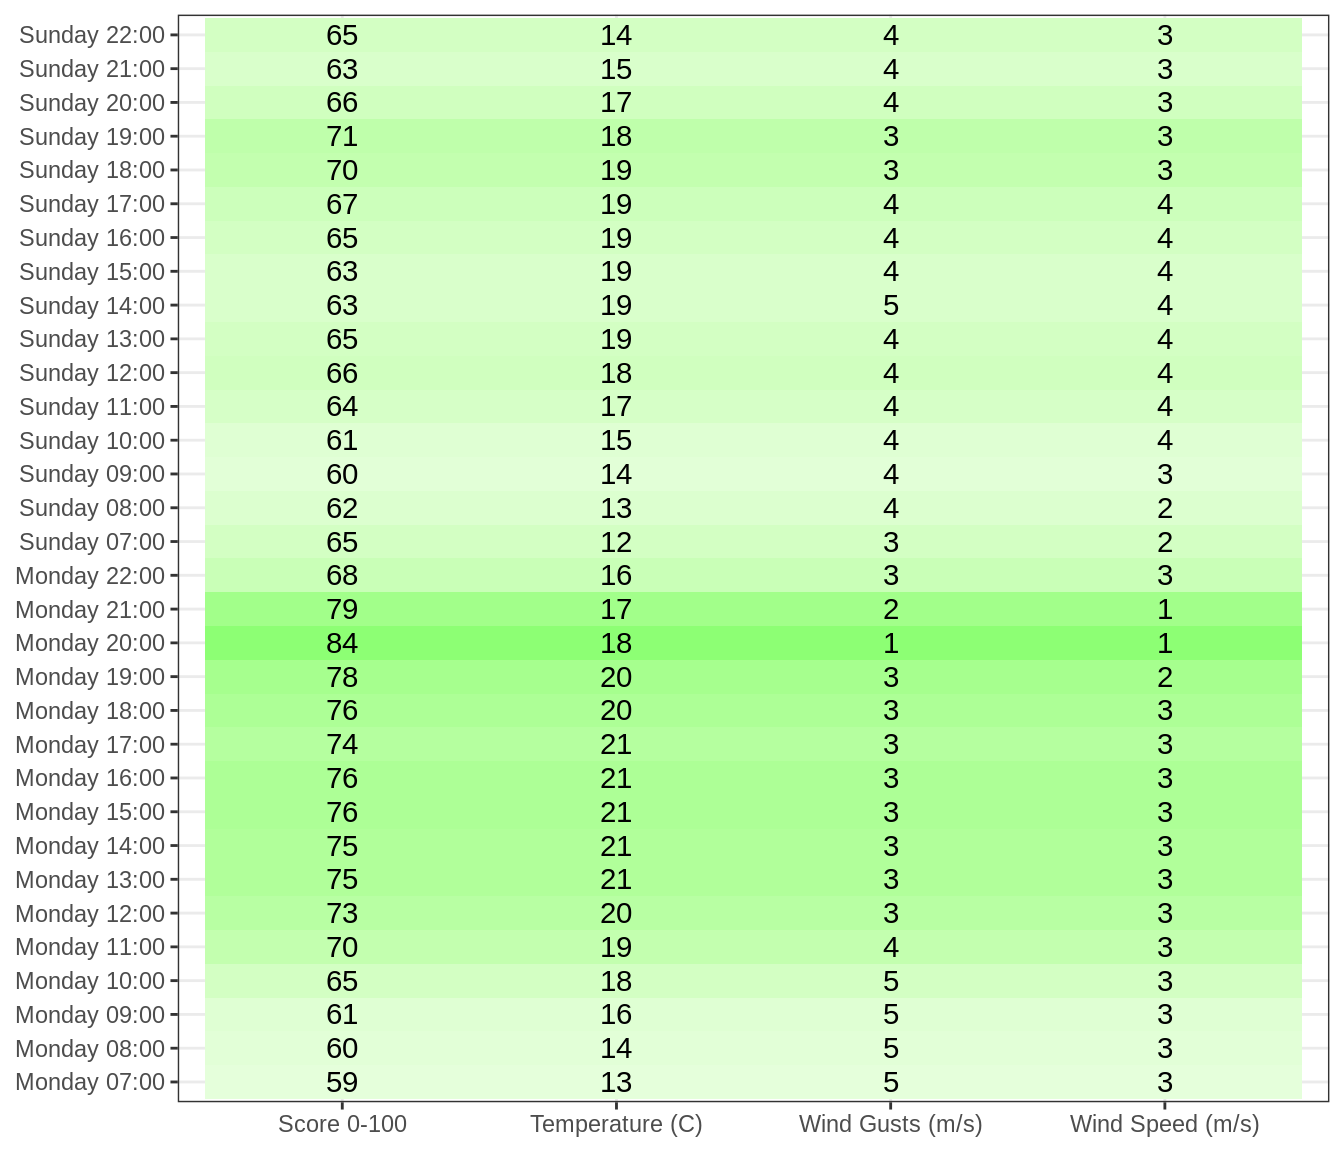 Sunday 22:00 65 14 4 3
Sunday 21:00 63 15 4 3
Sunday 20:00 66 17 4 3
Sunday 19:00 71 18 3 3
Sunday 18:00 70 19 3 3
Sunday 17:00 67 19 4 4
Sunday 16:00 65 19 4 4
Sunday 15:00 63 19 4 4
Sunday 14:00 63 19 5 4
Sunday 13:00 65 19 4 4
Sunday 12:00 66 18 4 4
Sunday 11:00 64 17 4 4
Sunday 10:00 61 15 4 4
Sunday 09:00 60 14 4 3
Sunday 08:00 62 13 4 2
Sunday 07:00 65 12 3 2
Monday 22:00 68 16 3 3
Monday 21:00 79 17 2 1
Monday 20:00 84 18 1 1
Monday 19:00 78 20 3 2
Monday 18:00 76 20 3 3
Monday 17:00 74 21 3 3
Monday 16:00 76 21 3 3
Monday 15:00 76 21 3 3
Monday 14:00 75 21 3 3
Monday 13:00 75 21 3 3
Monday 12:00 73 20 3 3
Monday 11:00 70 19 4 3
Monday 10:00 65 18 5 3
Monday 09:00 61 16 5 3
Monday 08:00 60 14 5 3
Monday 07:00 59 13 5 3
Score 0-100 Temperature (C) Wind Gusts (m/s) Wind Speed (m/s)